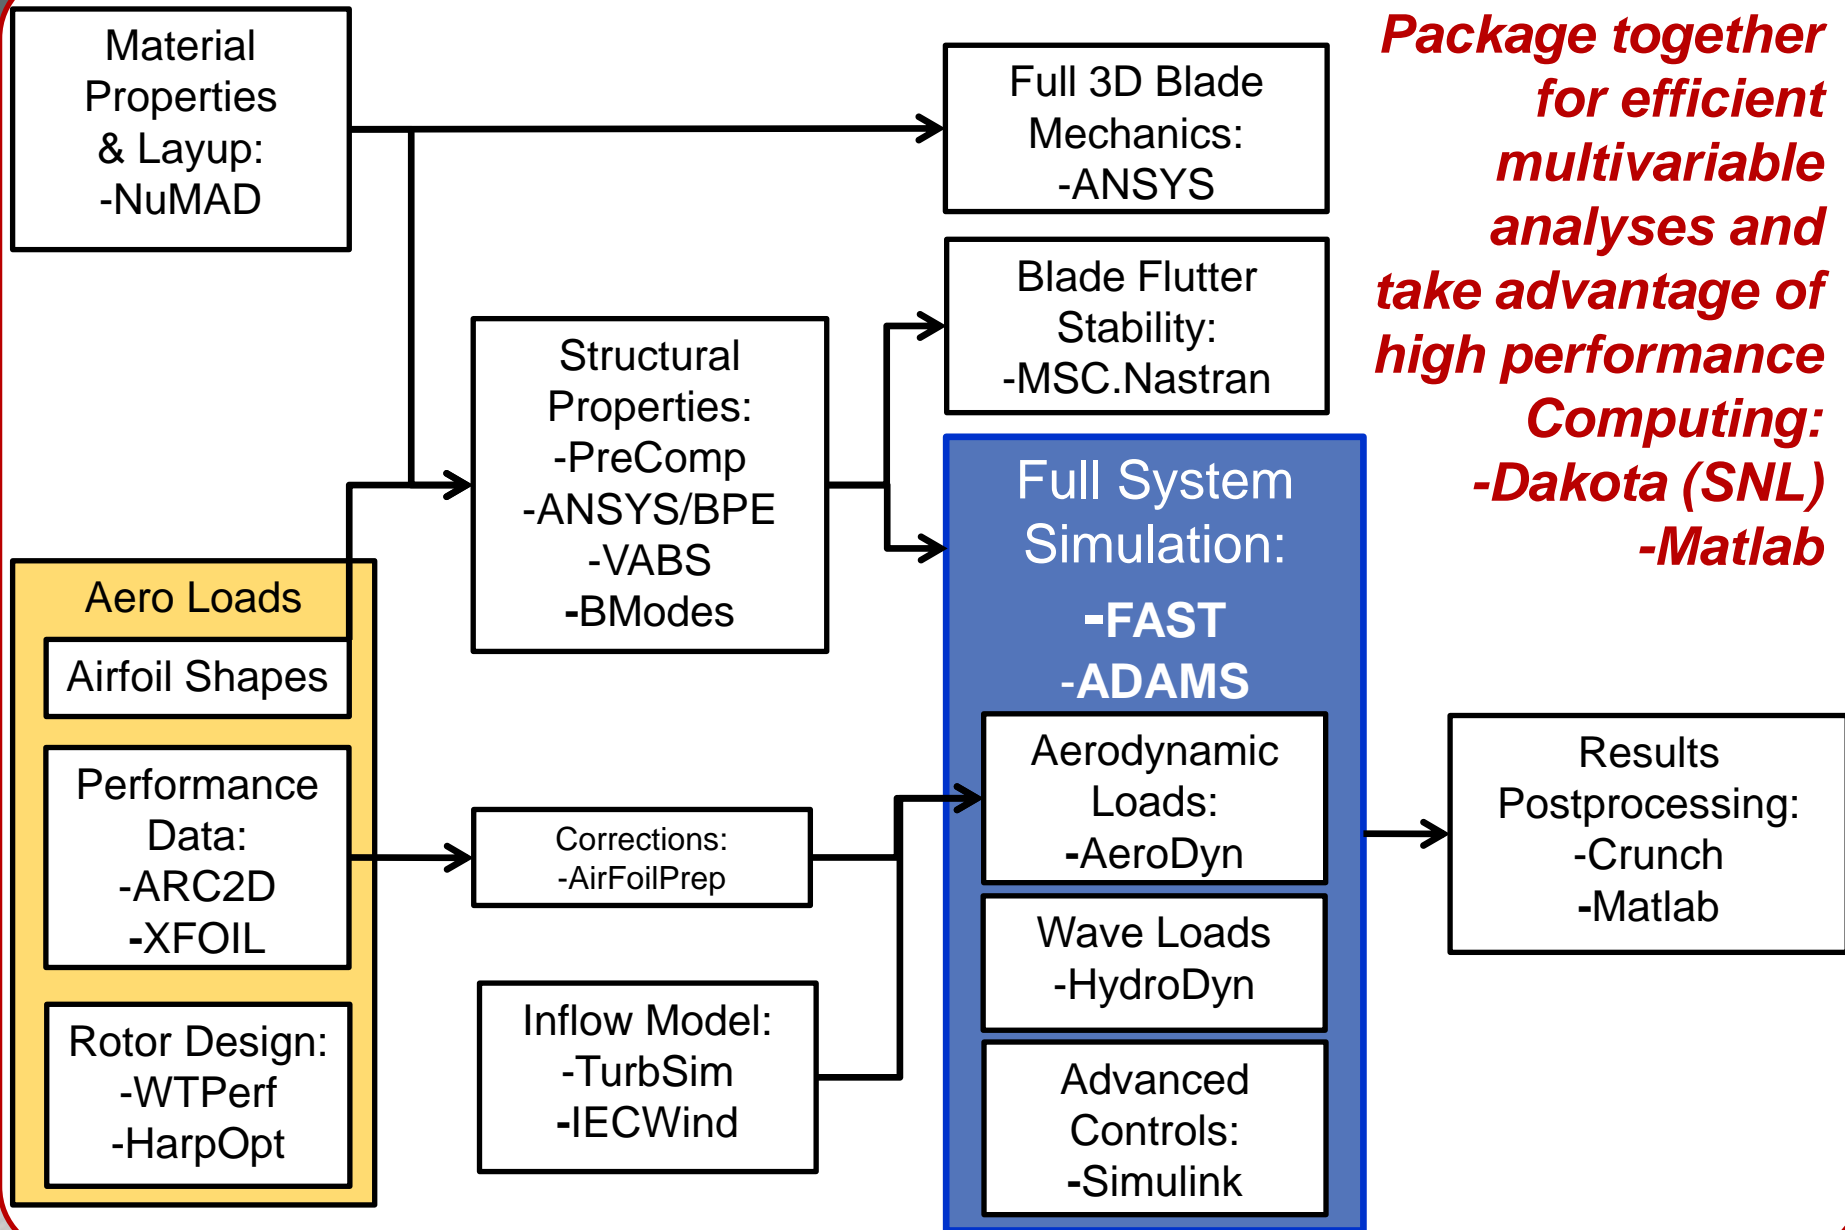 Material
Properties
& Layup:
-NuMAD
Full 3D Blade
Mechanics:
-ANSYS
Package together
for efficient
multivariable
analyses and
take advantage of
high performance
Computing:
-Dakota (SNL)
-Matlab
Blade Flutter
Stability:
-MSC.Nastran
Structural
Properties:
-PreComp
-ANSYS/BPE
-VABS
-BModes
Full System
Simulation:
-FAST
-ADAMS
Aero Loads
Airfoil Shapes
Performance
Data:
-ARC2D
-XFOIL
Rotor Design:
-WTPerf
-HarpOpt
Corrections:
-AirFoilPrep
Inflow Model:
-TurbSim
-IECWind
Aerodynamic
Loads:
-AeroDyn
Wave Loads
-HydroDyn
Advanced
Controls:
-Simulink
Results
Postprocessing:
-Crunch
-Matlab